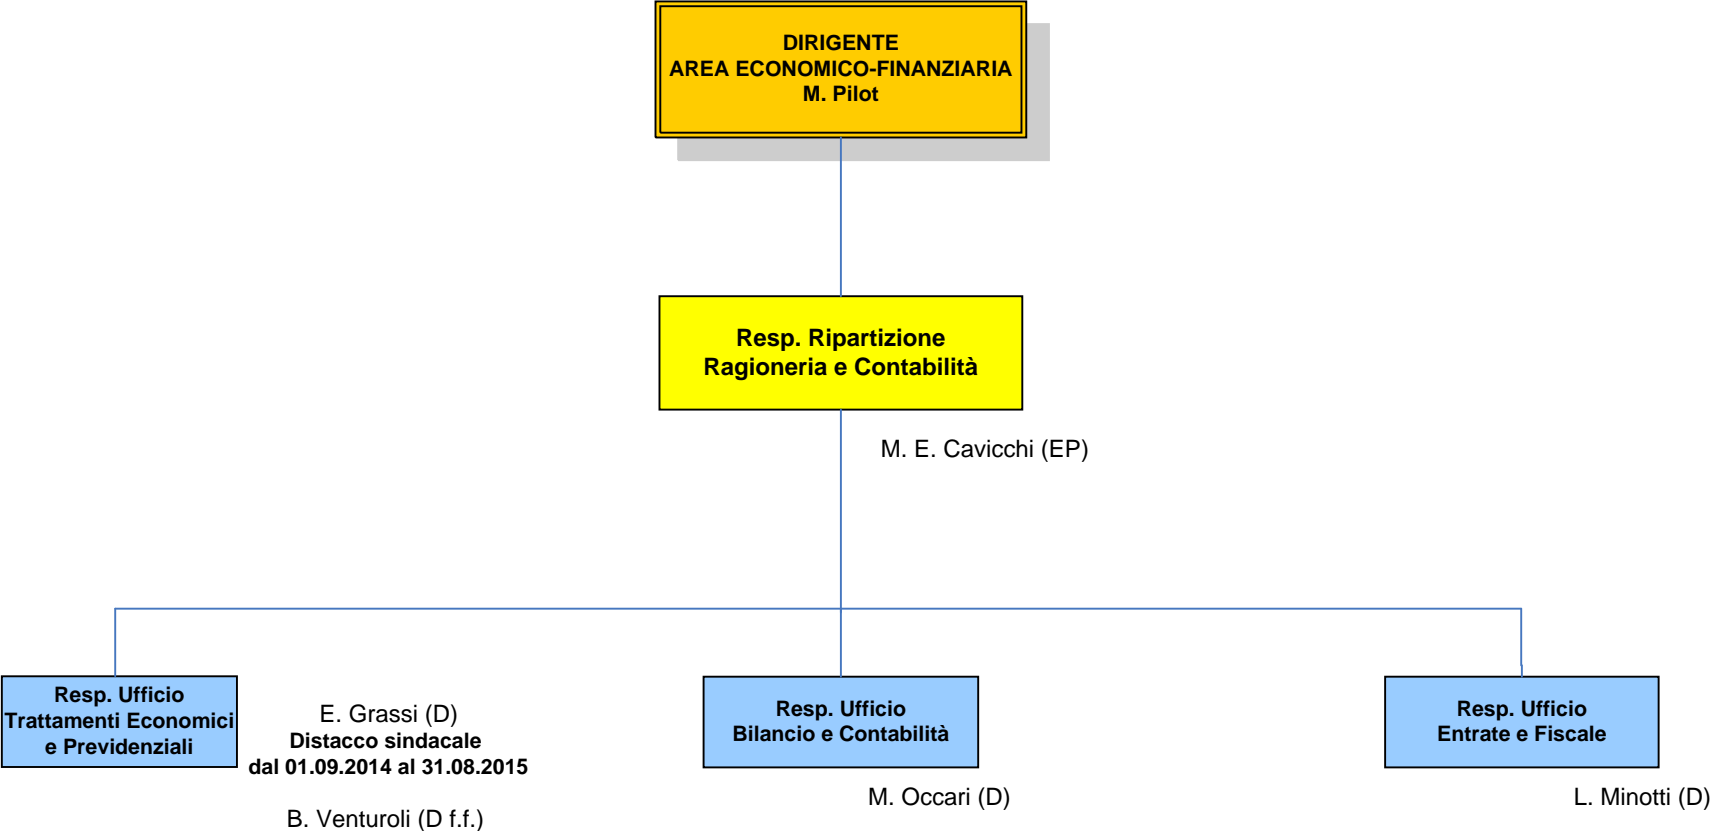 DIRIGENTE
AREA ECONOMICO-FINANZIARIA
M. Pilot
Resp. Ripartizione
Ragioneria e Contabilità
M. E. Cavicchi (EP)
Resp. Ufficio
Trattamenti Economici
e Previdenziali
E. Grassi (D)
Distacco sindacale
dal 01.09.2014 al 31.08.2015
B. Venturoli (D f.f.)
Resp. Ufficio
Bilancio e Contabilità
M. Occari (D)
Resp. Ufficio
Entrate e Fiscale
L. Minotti (D)